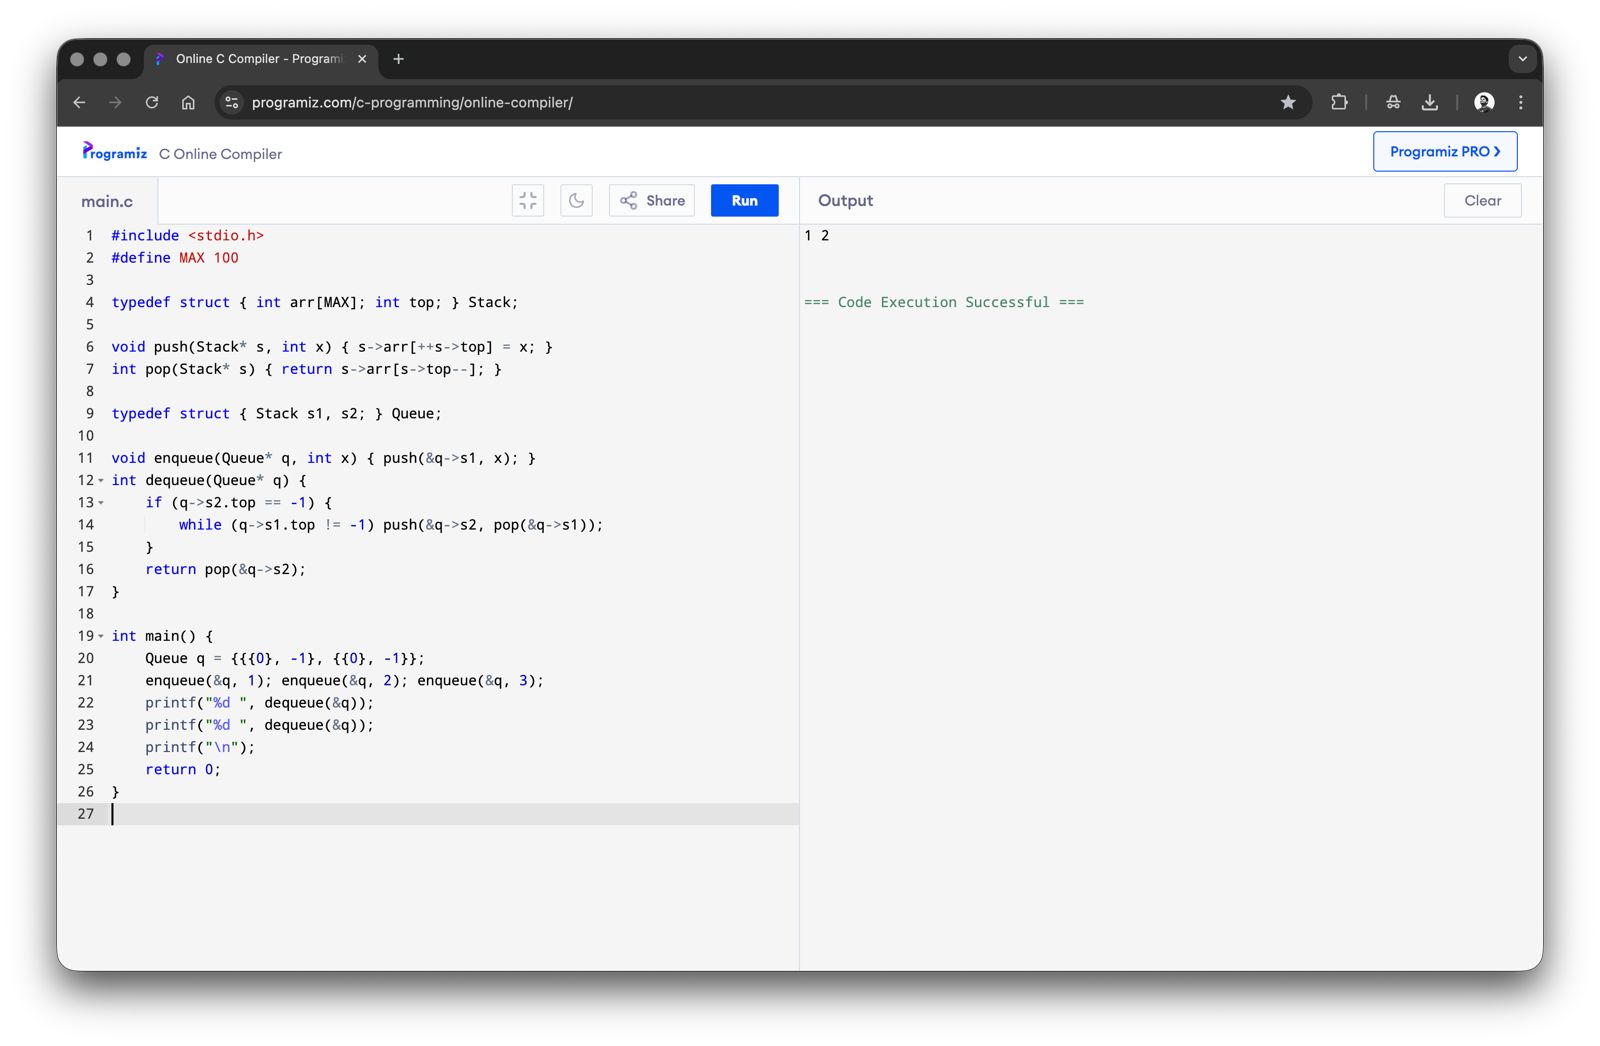 Online C Compiler - Programi
programiz.com/c-programming/online-compiler/
Programiz C Online Compiler
Programiz PRO
main.c
Share
Run
Output
Clear
1 #include <stdio.h>
2 #define MAX 100
3
4 typedef struct { int arr[MAX]; int top; } Stack;
5
6 void push(Stack* s, int x) { s->arr[++s->top] = x; }
7 int pop(Stack* s) { return s->arr[s->top--]; }
8
9 typedef struct { Stack s1, s2; } Queue;
10
11 void enqueue(Queue* q, int x) { push(&q->s1, x); }
12 int dequeue(Queue* q) {
13     if (q->s2.top == -1) {
14         while (q->s1.top != -1) push(&q->s2, pop(&q->s1));
15     }
16     return pop(&q->s2);
17 }
18
19 int main() {
20     Queue q = {{{0}, -1}, {{0}, -1}};
21     enqueue(&q, 1); enqueue(&q, 2); enqueue(&q, 3);
22     printf("%d ", dequeue(&q));
23     printf("%d ", dequeue(&q));
24     printf("\n");
25     return 0;
26 }
27
1 2
=== Code Execution Successful ===